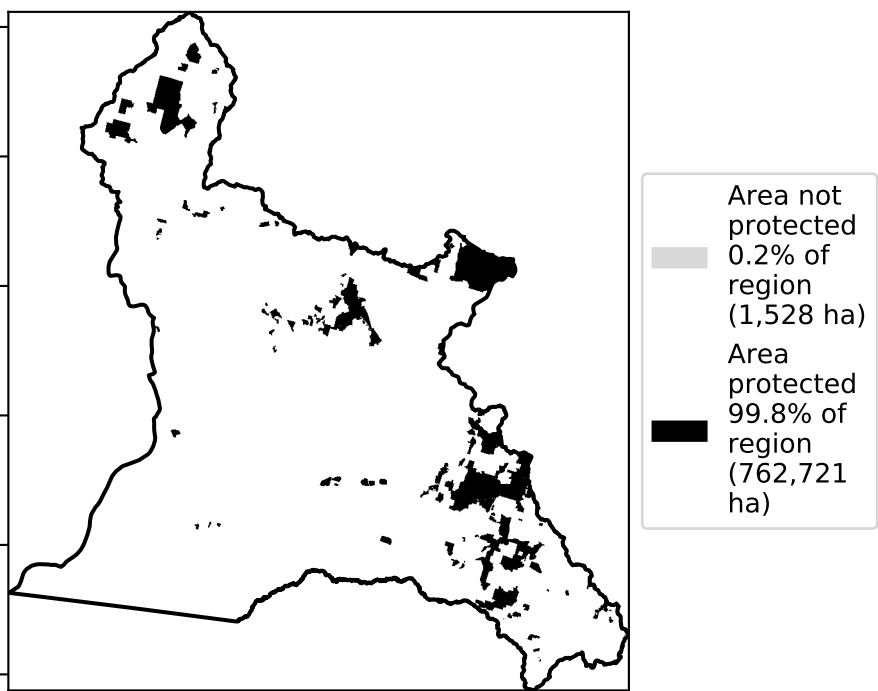 Area not
protected
0.2% of
region
(1,528 ha)
Area
protected
99.8% of
region
(762,721
ha)